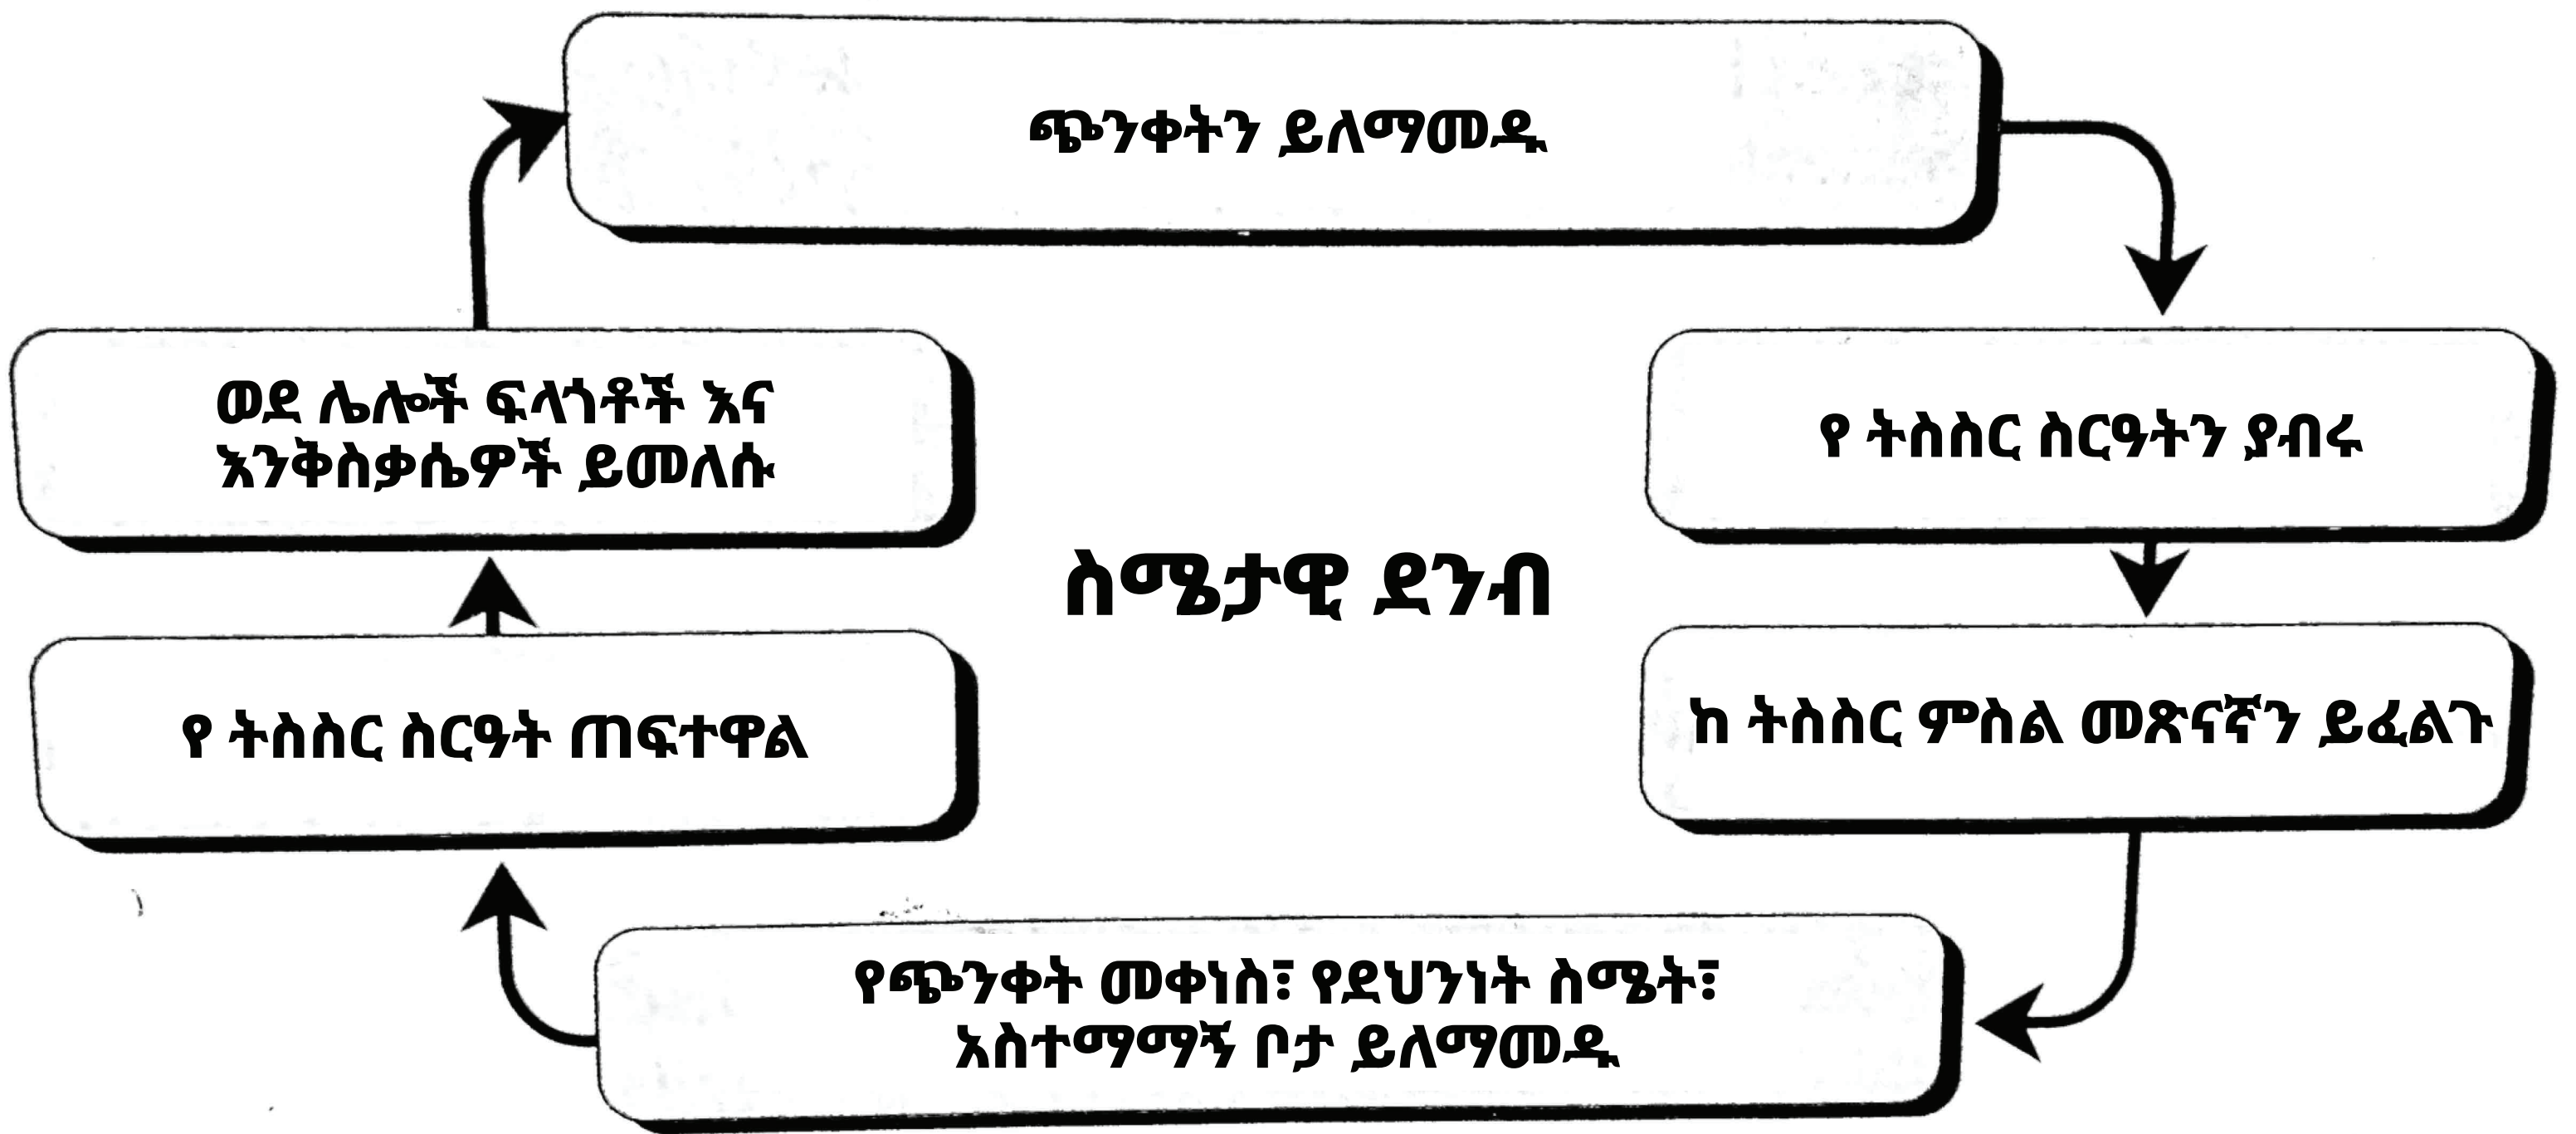 ጭንቀትን ይለማመዱ
ወደ ሌሎች ፍላጎቶች እና
እንቅስቃሴዎች ይመለሱ
የ ትስስር ስርዓትን ያብሩ
ስሜታዊ ደንብ
የ ትስስር ስርዓት ጠፍተዋል
ከ ትስስር ምስል መጽናኛን ይፈልጉ
የጭንቀት መቀነስ፣ የደህንነት ስሜት፣
አስተማማኝ ቦታ ይለማመዱ